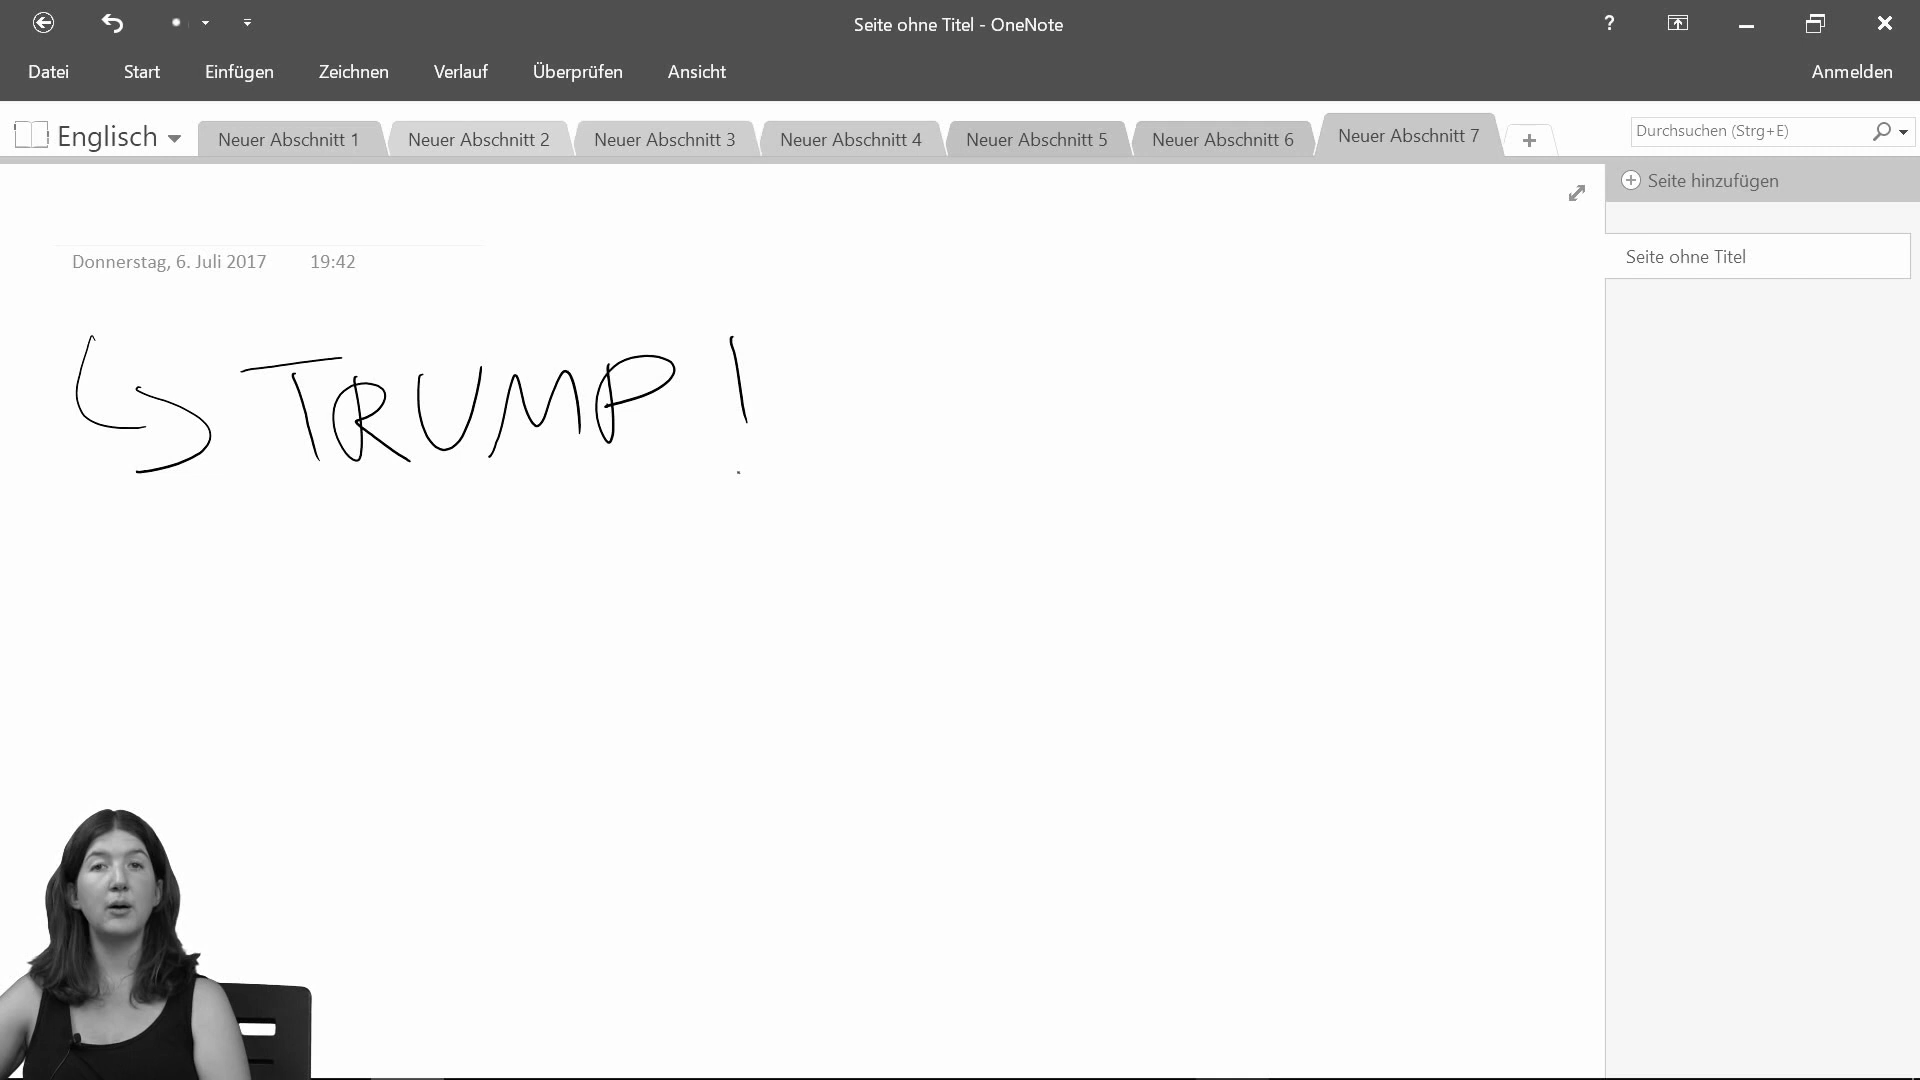 Seite ohne Titel - OneNote
?
Datei Start Einfügen Zeichnen Verlauf Überprüfen Ansicht Anmelden
Englisch Neuer Abschnitt 1 Neuer Abschnitt 2 Neuer Abschnitt 3 Neuer Abschnitt 4 Neuer Abschnitt 5 Neuer Abschnitt 6 Neuer Abschnitt 7 + Durchsuchen (Strg+E)
Seite hinzufügen
Seite ohne Titel
Donnerstag, 6. Juli 2017 19:42
↳ TRUMP !